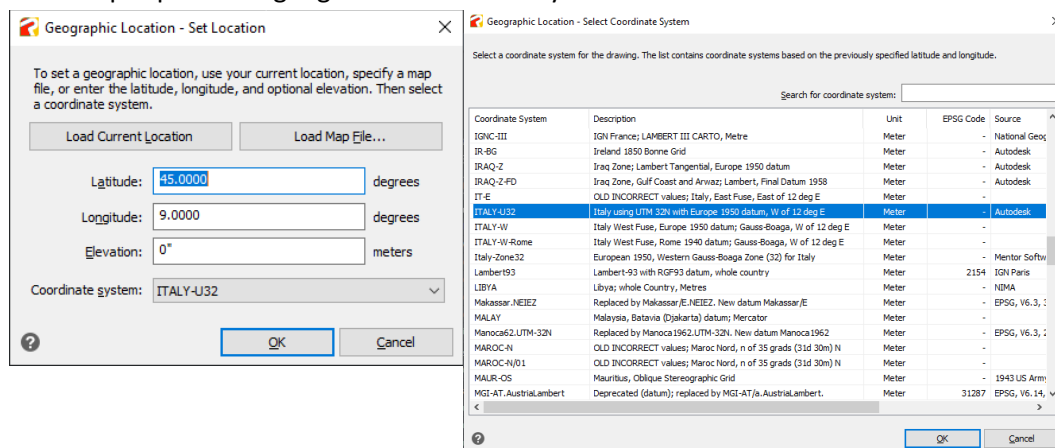 Geographic Location - Set Location
To set a geographic location, use your current location, specify a map
file, or enter the latitude, longitude, and optional elevation. Then select
a coordinate system.
Load Current Location
Load Map File...
Latitude: 45.0000 degrees
Longitude: 9.0000 degrees
Elevation: 0" meters
Coordinate system: ITALY-U32
OK Cancel
Geographic Location - Select Coordinate System
Select a coordinate system for the drawing. The list contains coordinate systems based on the previously specified latitude and longitude.
Search for coordinate system:
Coordinate System Description Unit EPSG Code Source
IGNC-III IGN France; LAMBERT III CARTO, Metre Meter - National
IR-BG Ireland 1850 Bonne Grid Meter - Autodesk
IRAQ-Z Iraq Zone; Lambert Tangential, Europe 1950 datum Meter - Autodesk
IRAQ-Z-FD Iraq Zone, Gulf Coast and Arwaz; Lambert, Final Datum 1958 Meter - Autodesk
IT-E OLD INCORRECT values; Italy, East Fuse, East of 12 deg E Meter -
ITALY-U32 Italy using UTM 32N with Europe 1950 datum, W of 12 deg E Meter - Autodesk
ITALY-W Italy West Fuse, Europe 1950 datum; Gauss-Boaga, W of 12 deg E Meter -
ITALY-W-Rome Italy West Fuse, Rome 1940 datum; Gauss-Boaga, W of 12 deg E Meter -
Italy-Zone32 European 1950, Western Gauss-Boaga Zone (32) for Italy Meter - Mentor
Lambert93 Lambert-93 with RGF93 datum, whole country Meter 2154 IGN Paris
LIBYA Libya; whole Country, Metres Meter - NIMA
Makassar.NEIEZ Replaced by Makassar/E.NEIEZ. New datum Makassar/E Meter - EPSG, V6.3,
MALAY Malaysia, Batavia (Djakarta) datum; Mercator Meter -
Manoca62.UTM-32N Replaced by Manoca1962.UTM-32N. New datum Manoca1962 Meter - EPSG, V6.3,
MAROC-N OLD INCORRECT values; Maroc Nord, n of 35 grads (31d 30m) N Meter -
MAROC-N/01 OLD INCORRECT values; Maroc Nord, n of 35 grads (31d 30m) N Meter -
MAUR-OS Mauritius, Oblique Stereographic Grid Meter - 1943 US
MGI-AT.AustriaLambert Deprecated (datum); replaced by MGI-AT/a.AustriaLambert. Meter 31287 EPSG, V6.14,
OK Cancel